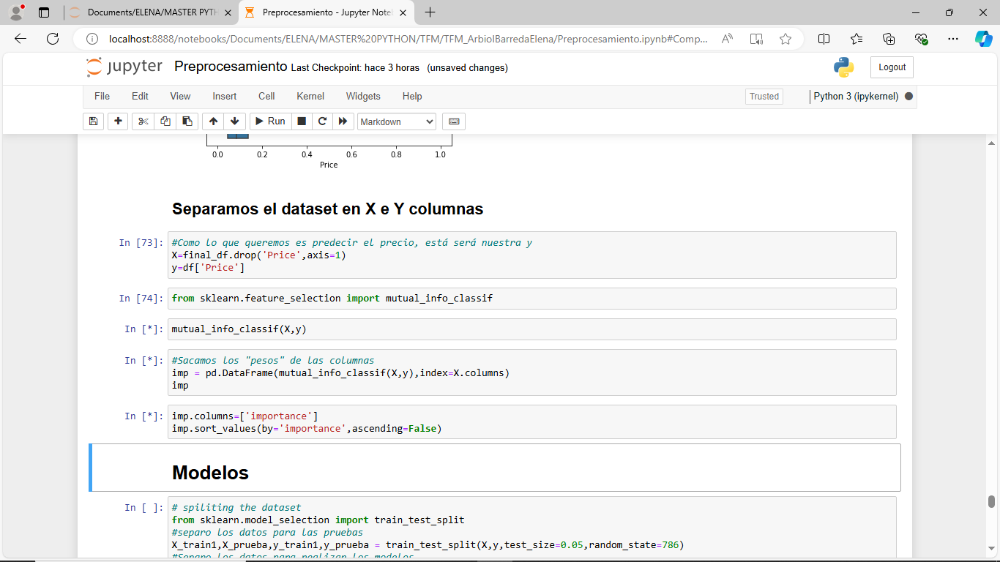 Documents/ELENA/MASTER PYTH
Preprocesamiento - Jupyter Note
localhost:8888/notebooks/Documents/ELENA/MASTER%20PYTHON/TFM/TFM_ArbiolBarredaElena/Preprocesamiento.ipynb#Comp...
jupyter Preprocesamiento Last Checkpoint: hace 3 horas (unsaved changes)
Logout
File Edit View Insert Cell Kernel Widgets Help
Trusted
Python 3 (ipykernel)
Run
Markdown
0.0 0.2 0.4 0.6 0.8 1.0
Price
Separamos el dataset en X e Y columnas
In [73]: #Como lo que queremos es predecir el precio, está será nuestra y
X=final_df.drop('Price',axis=1)
y=df['Price']
In [74]: from sklearn.feature_selection import mutual_info_classif
In [*]: mutual_info_classif(X,y)
In [*]: #Sacamos los "pesos" de las columnas
imp = pd.DataFrame(mutual_info_classif(X,y),index=X.columns)
imp
In [*]: imp.columns=['importance']
imp.sort_values(by='importance',ascending=False)
Modelos
In [ ]: # spiliting the dataset
from sklearn.model_selection import train_test_split
#separo los datos para las pruebas
X_train1,X_prueba,y_train1,y_prueba = train_test_split(X,y,test_size=0.05,random_state=786)
#Separo los datos para realizar los modelos